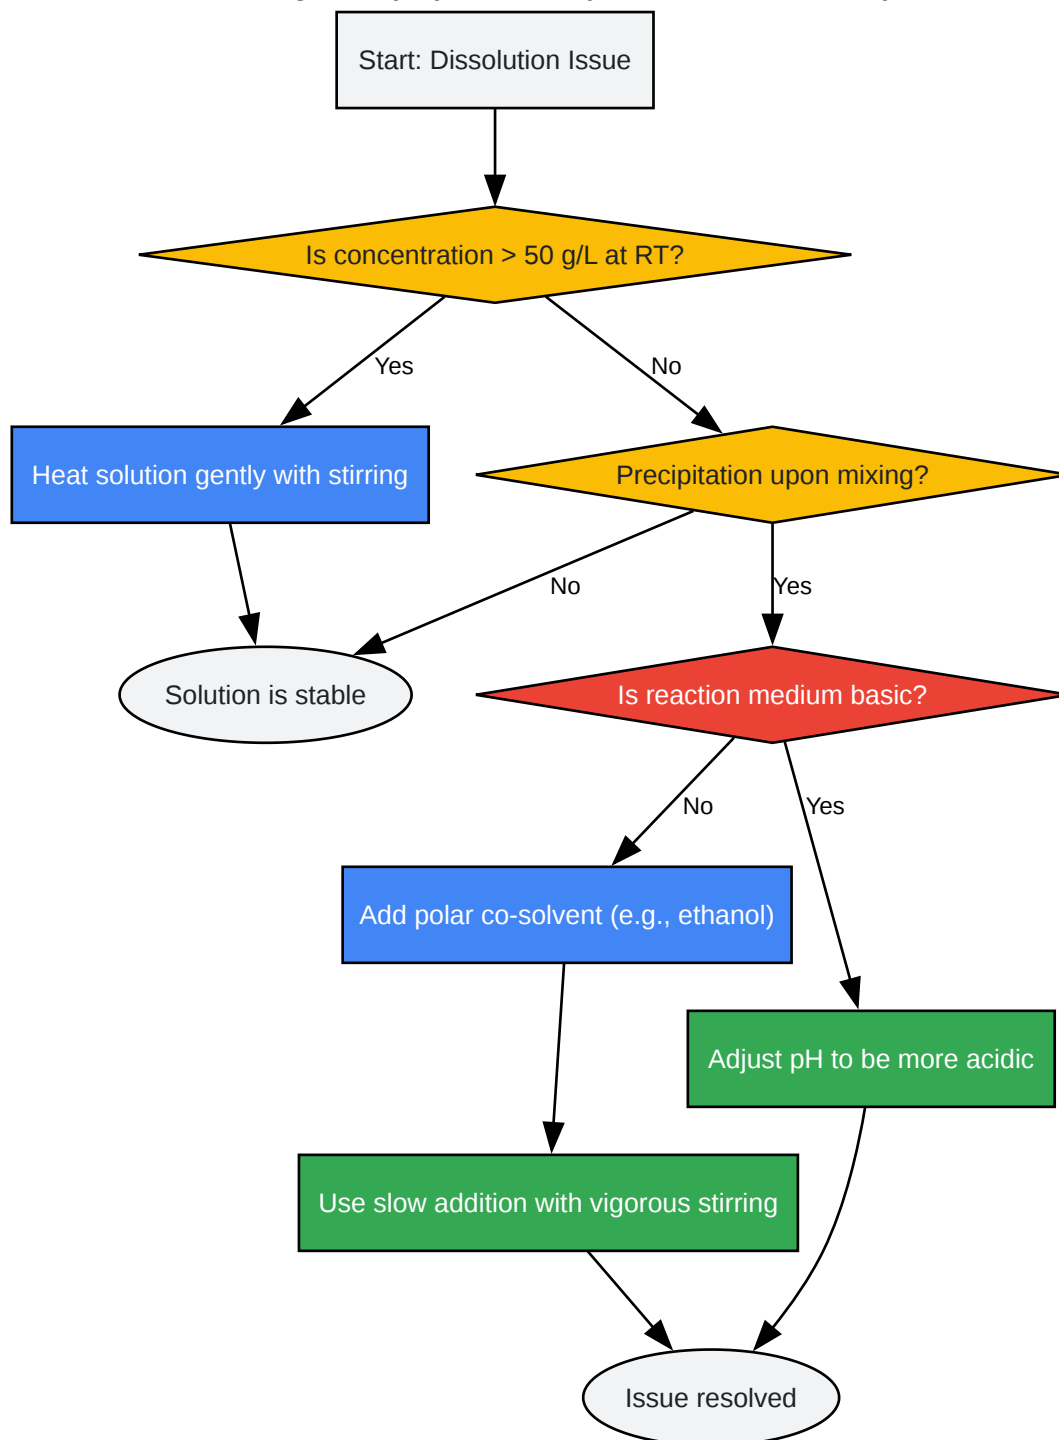 Start: Dissolution Issue
Is concentration > 50 g/L at RT?
Yes
No
Heat solution gently with stirring
Precipitation upon mixing?
No
Yes
Solution is stable
Is reaction medium basic?
No
Yes
Add polar co-solvent (e.g., ethanol)
Adjust pH to be more acidic
Use slow addition with vigorous stirring
Issue resolved